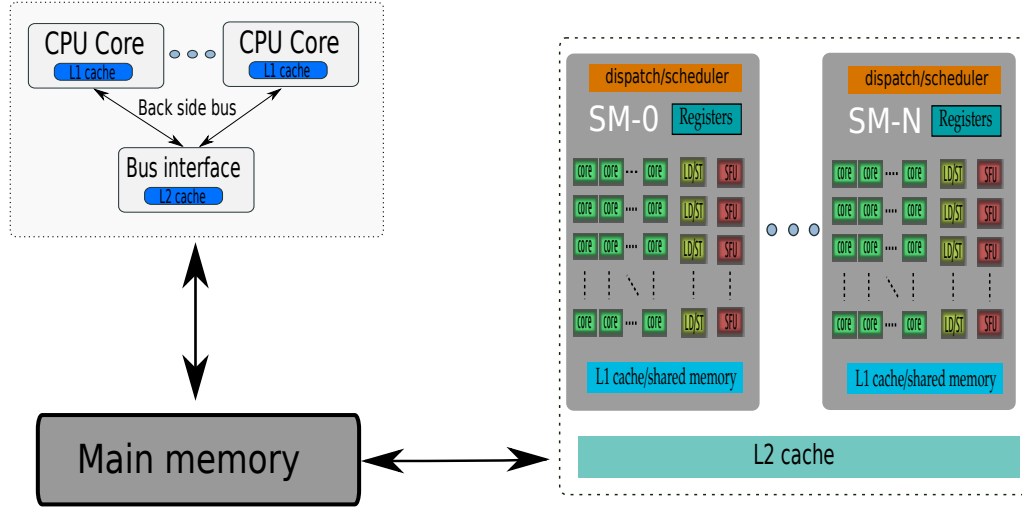 CPU Core
CPU Core
L1 cache
L1 cache
Back side bus
Bus interface
L2 cache
Main memory
dispatch/scheduler
SM-0 Registers
core core core LD/ST SFU
core core core LD/ST SFU
core core core LD/ST SFU
core core core LD/ST SFU
L1 cache/shared memory
dispatch/scheduler
SM-N Registers
core core core LD/ST SFU
core core core LD/ST SFU
core core core LD/ST SFU
core core core LD/ST SFU
L1 cache/shared memory
L2 cache